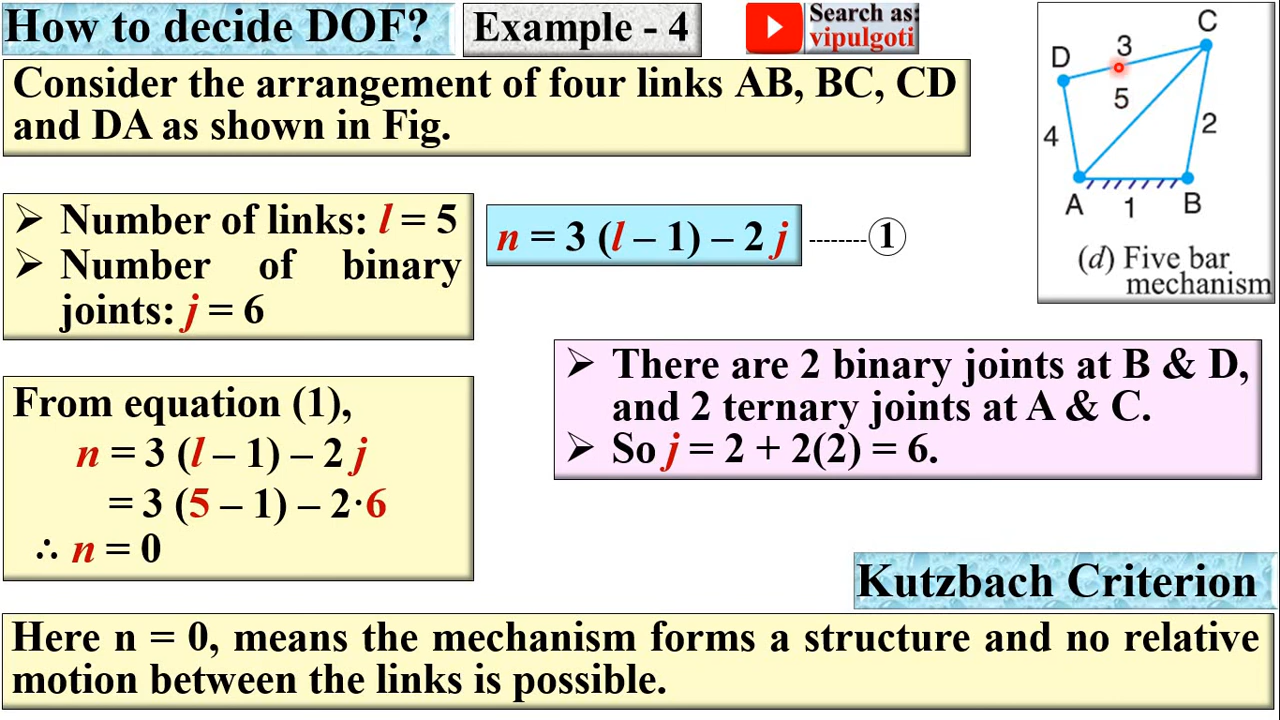 How to decide DOF?
Example - 4
Search as:
vipulgoti
Consider the arrangement of four links AB, BC, CD
and DA as shown in Fig.
C
D
3
5
4
2
A
1
B
(d) Five bar
mechanism
➢ Number of links: l = 5
➢ Number of binary
joints: j = 6
n = 3 (l – 1) – 2 j --------- 1
➢ There are 2 binary joints at B & D,
and 2 ternary joints at A & C.
➢ So j = 2 + 2(2) = 6.
From equation (1),
n = 3 (l – 1) – 2 j
= 3 (5 – 1) – 2·6
∴ n = 0
Kutzbach Criterion
Here n = 0, means the mechanism forms a structure and no relative
motion between the links is possible.